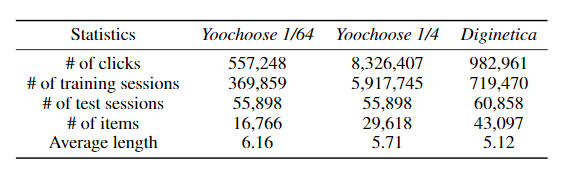 Statistics Yoochoose 1/64 Yoochoose 1/4 Diginetica
# of clicks 557,248 8,326,407 982,961
# of training sessions 369,859 5,917,745 719,470
# of test sessions 55,898 55,898 60,858
# of items 16,766 29,618 43,097
Average length 6.16 5.71 5.12